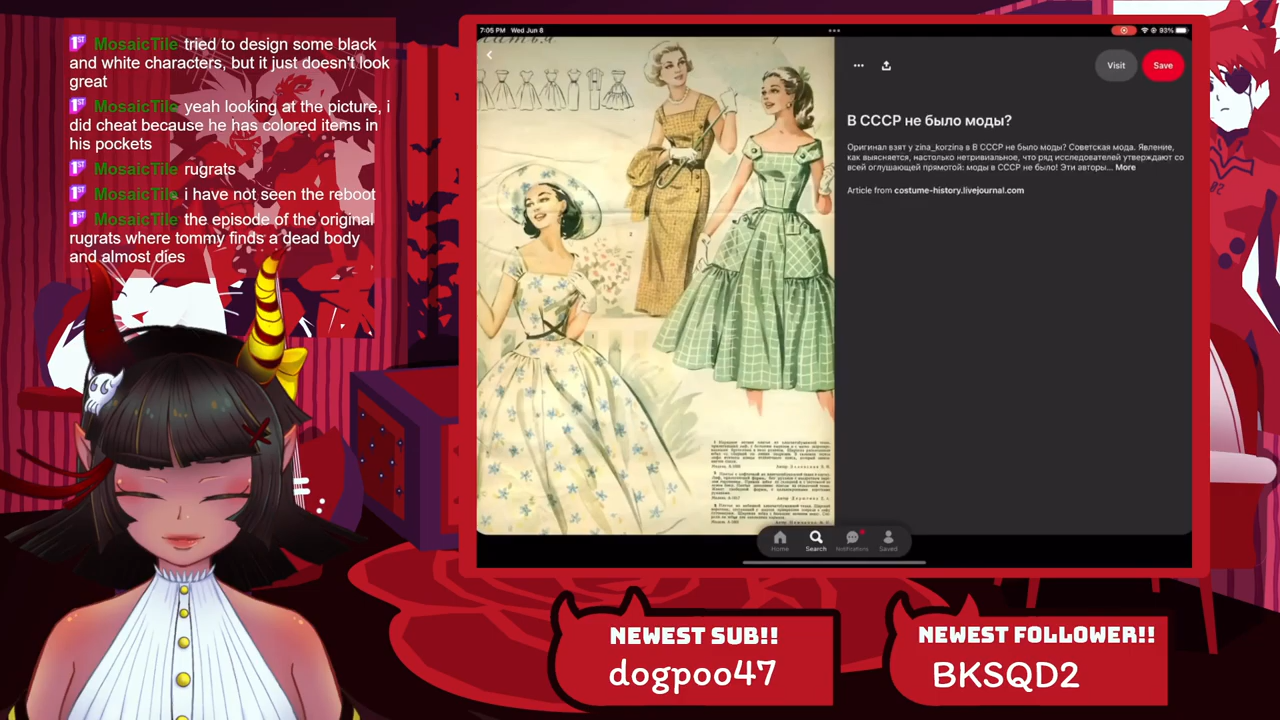 MosaicTile tried to design some black
and white characters, but it just doesn't look
great
MosaicTile yeah looking at the picture, i
did cheat because he has colored items in
his pockets
MosaicTile rugrats
MosaicTile i have not seen the reboot
MosaicTile the episode of the original
rugrats where tommy finds a dead body
and almost dies
7:05 PM Wed Jun 8
93%
Visit
Save
В СССР не было моды?
Оригинал взят у zina_korzina в В СССР не было моды? Советская мода. Явление,
как выясняется, настолько нетривиальное, что ряд исследователей утверждают со
всей оглушающей прямотой: моды в СССР не было! Эти авторы... More
Article from costume-history.livejournal.com
Home
Search
Notifications
Saved
NEWEST SUB!!
dogpoo47
NEWEST FOLLOWER!!
BKSQD2